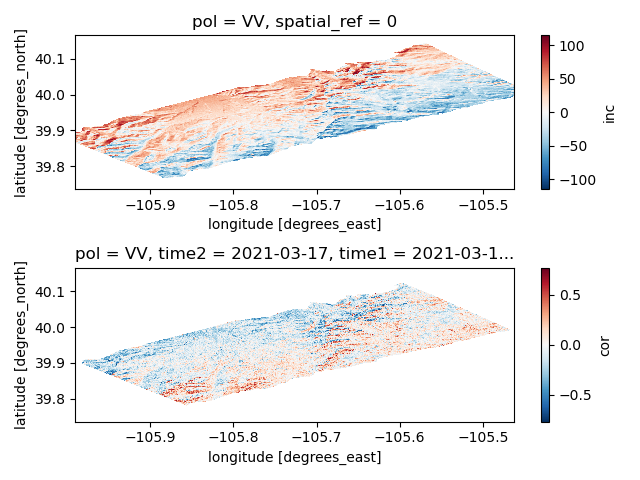 pol = VV, spatial_ref = 0
latitude [degrees_north]
40.1
40.0
39.9
39.8
−105.9 −105.8 −105.7 −105.6 −105.5
longitude [degrees_east]
100
50
0
−50
−100
inc
pol = VV, time2 = 2021-03-17, time1 = 2021-03-1...
latitude [degrees_north]
40.1
40.0
39.9
39.8
−105.9 −105.8 −105.7 −105.6 −105.5
longitude [degrees_east]
0.5
0.0
−0.5
cor